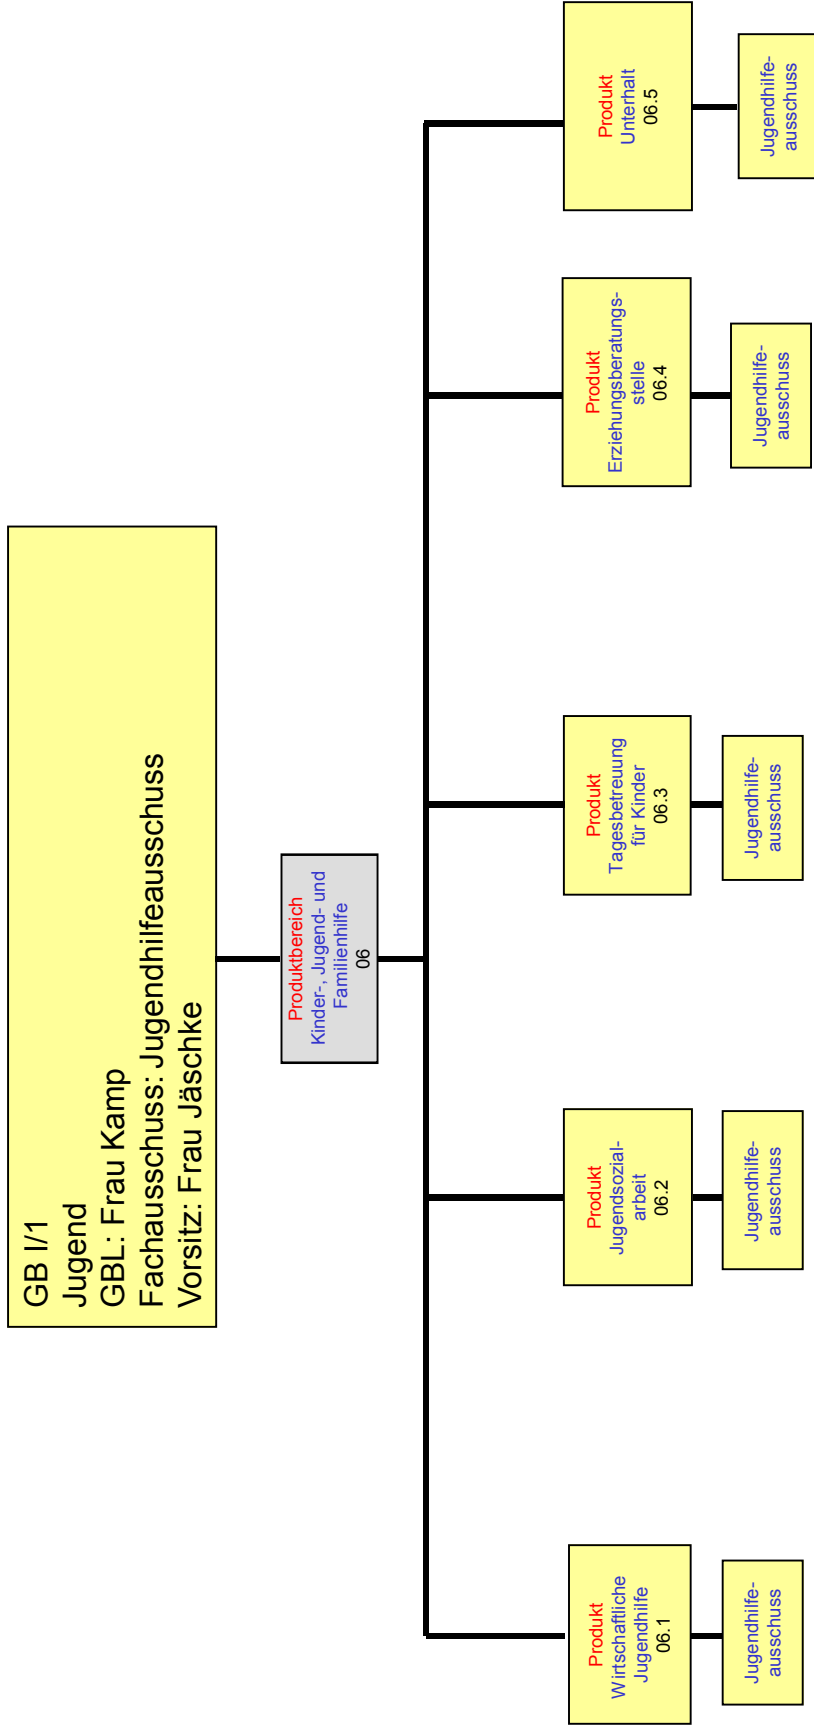 GB I/1
Jugend
GBL: Frau Kamp
Fachausschuss: Jugendhilfeausschuss
Vorsitz: Frau Jäschke
Produktbereich
Kinder-, Jugend- und
Familienhilfe
06
Produkt
Wirtschaftliche
Jugendhilfe
06.1
Jugendhilfe-
ausschuss
Produkt
Jugendsozial-
arbeit
06.2
Jugendhilfe-
ausschuss
Produkt
Tagesbetreuung
für Kinder
06.3
Jugendhilfe-
ausschuss
Produkt
Erziehungsberatungs-
stelle
06.4
Jugendhilfe-
ausschuss
Produkt
Unterhalt
06.5
Jugendhilfe-
ausschuss